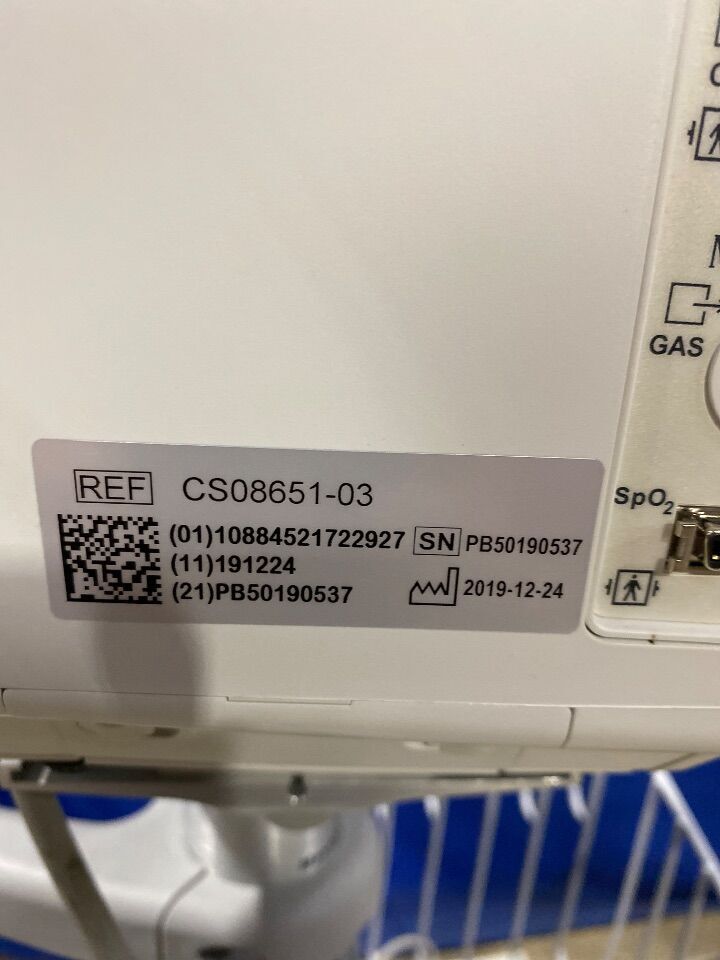 REF CS08651-03
(01)10884521722927 SN PB50190537
(11)191224
(21)PB50190537 2019-12-24
GAS
SpO2